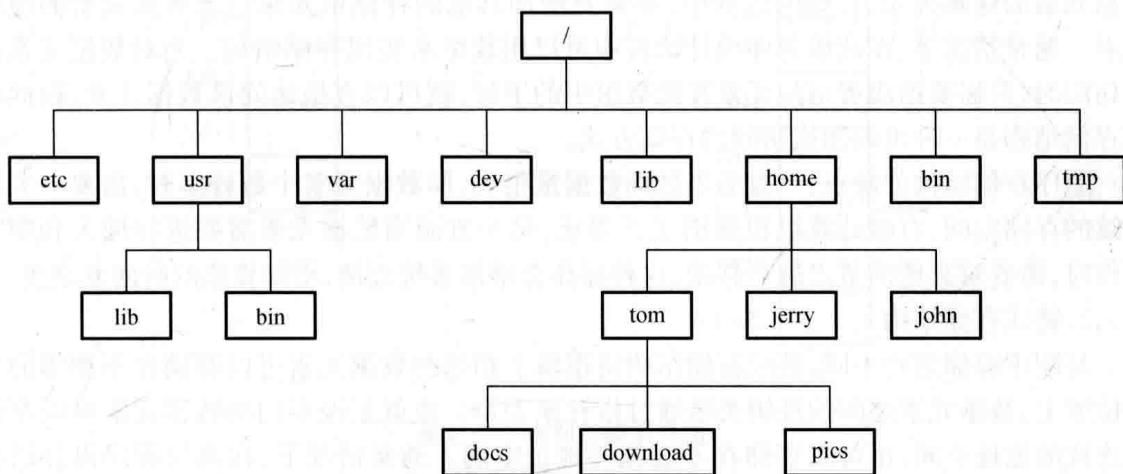 /
etc usr var dev lib home bin tmp
lib bin tom jerry john
docs download pics